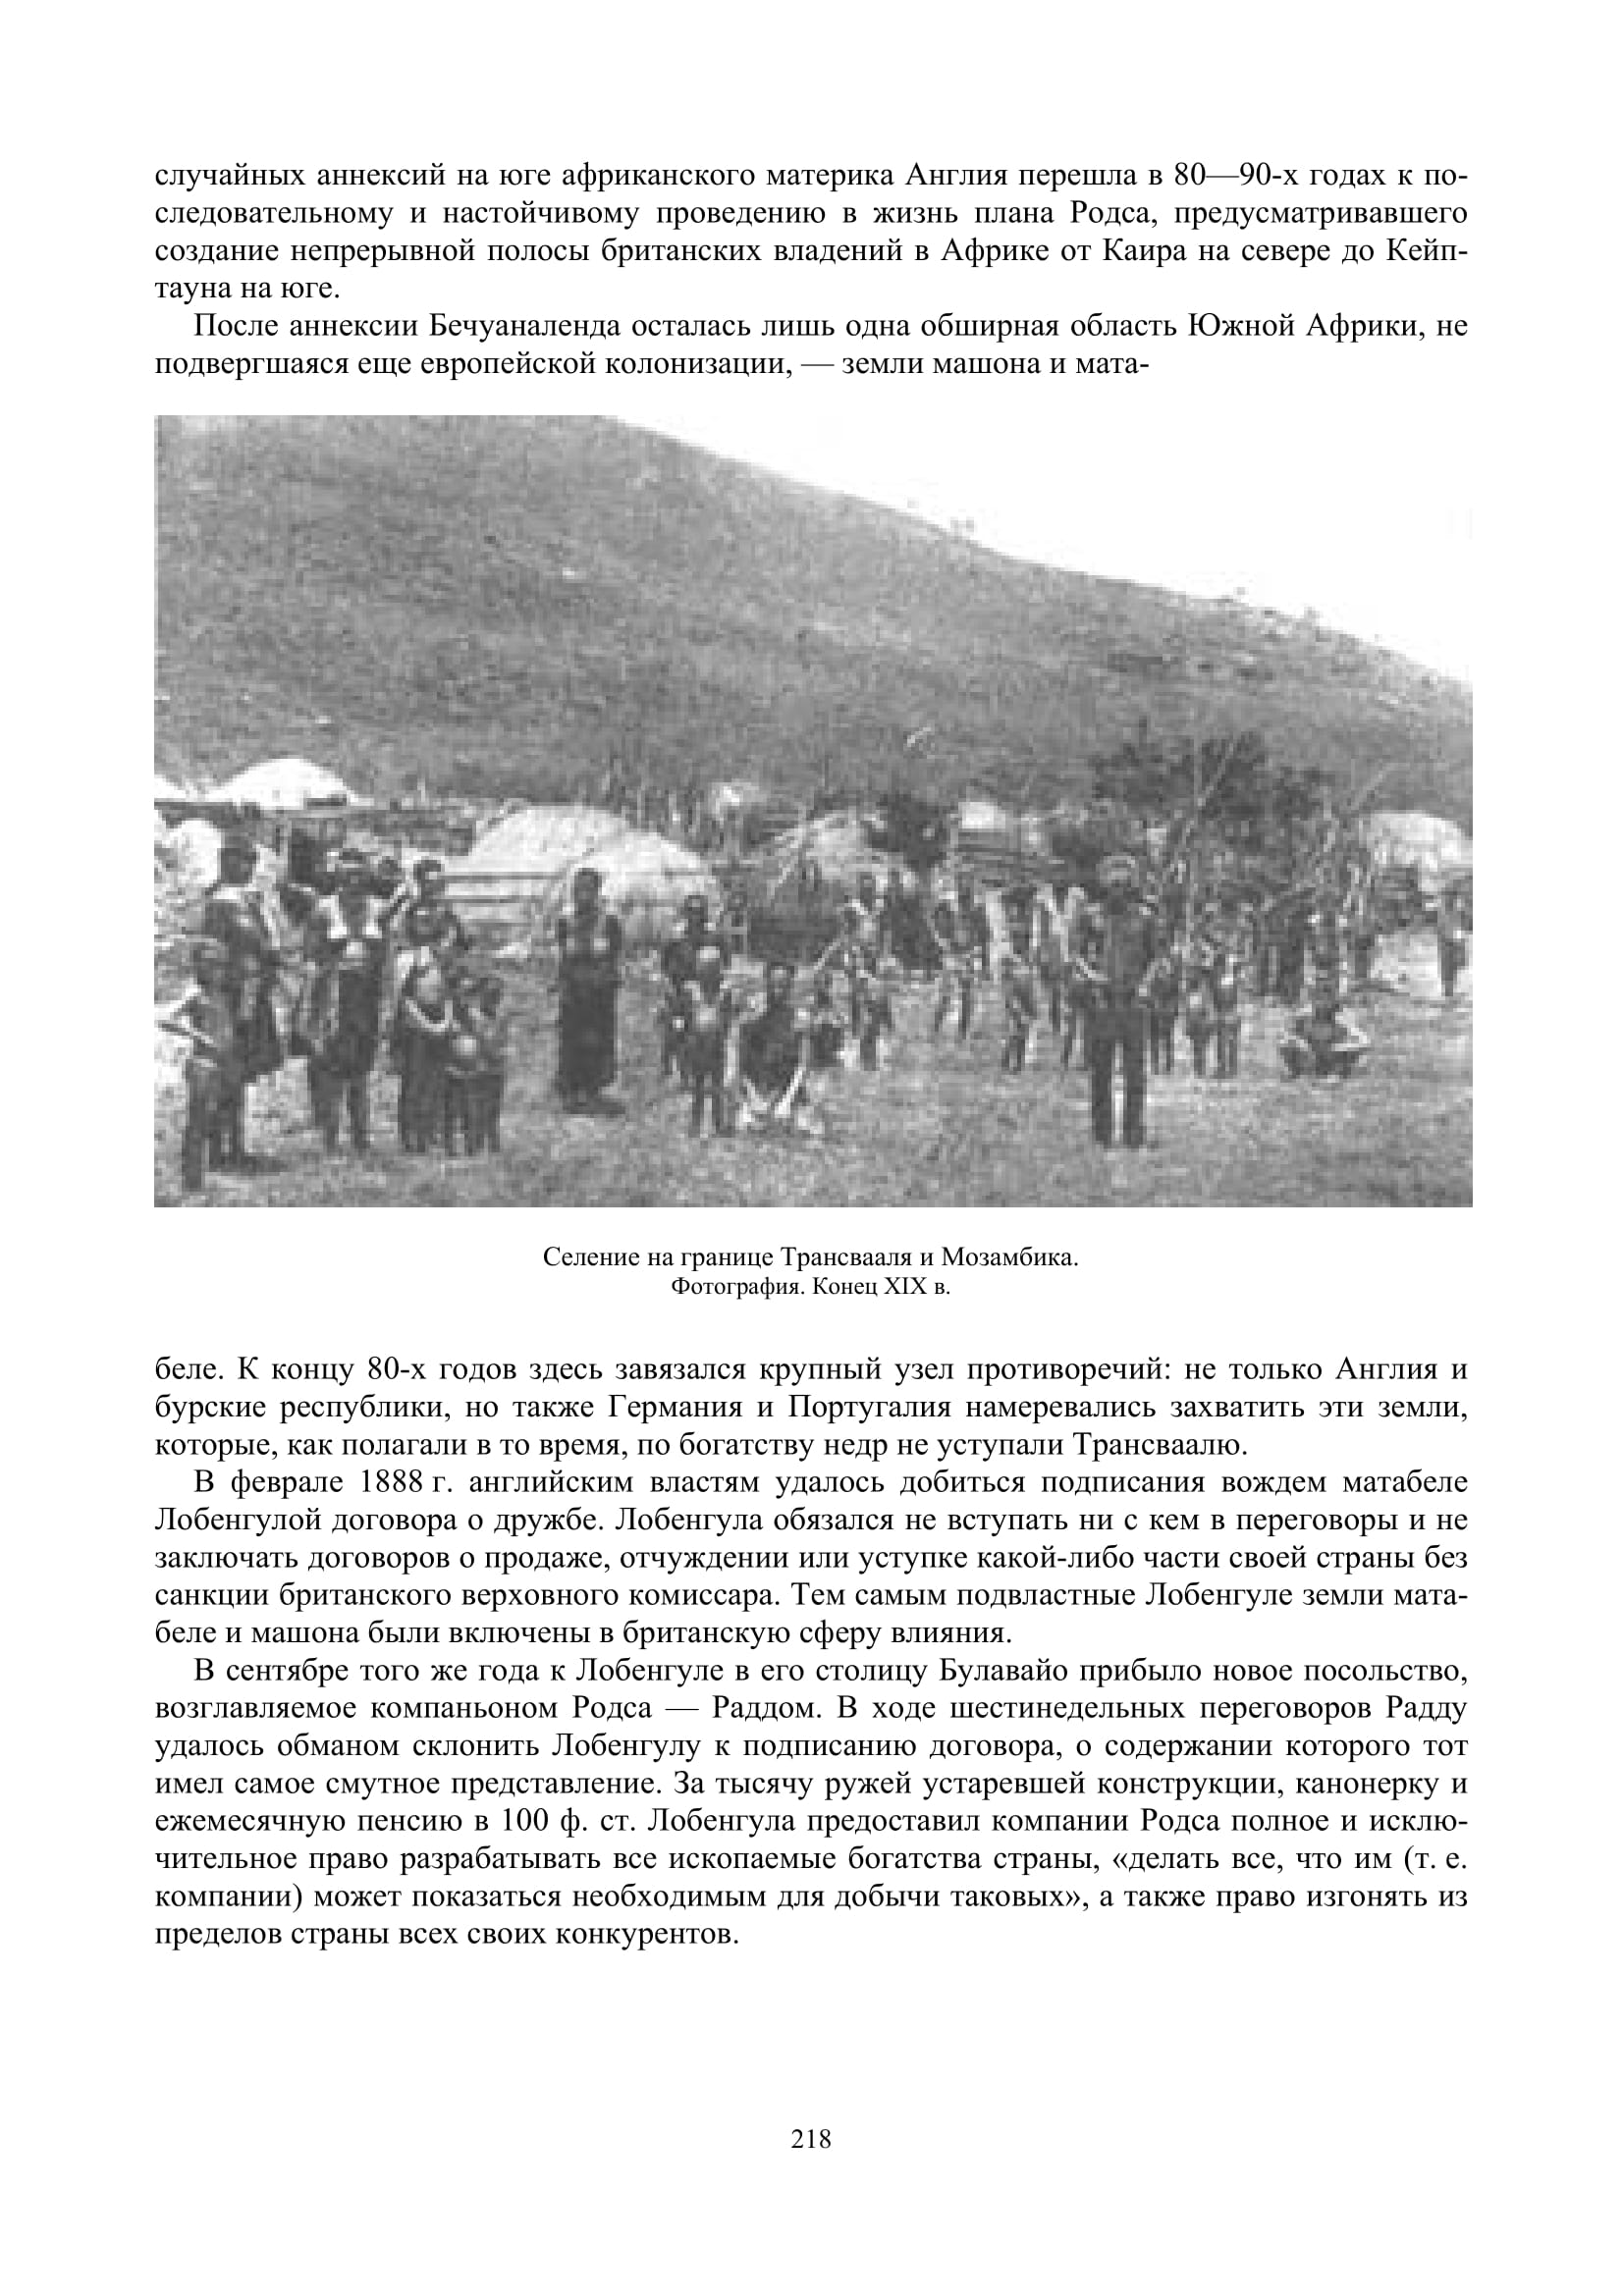 случайных аннексий на юге африканского материка Англия перешла в 80—90-х годах к по-
следовательному и настойчивому проведению в жизнь плана Родса, предусматривавшего
создание непрерывной полосы британских владений в Африке от Каира на севере до Кейп-
тауна на юге.
После аннексии Бечуаналенда осталась лишь одна обширная область Южной Африки, не
подвергшаяся еще европейской колонизации, — земли машона и мата-
Селение на границе Трансвааля и Мозамбика.
Фотография. Конец XIX в.
беле. К концу 80-х годов здесь завязался крупный узел противоречий: не только Англия и
бурские республики, но также Германия и Португалия намеревались захватить эти земли,
которые, как полагали в то время, по богатству недр не уступали Трансваалю.
В феврале 1888 г. английским властям удалось добиться подписания вождем матабеле
Лобенгулой договора о дружбе. Лобенгула обязался не вступать ни с кем в переговоры и не
заключать договоров о продаже, отчуждении или уступке какой-либо части своей страны без
санкции британского верховного комиссара. Тем самым подвластные Лобенгуле земли мата-
беле и машона были включены в британскую сферу влияния.
В сентябре того же года к Лобенгуле в его столицу Булавайо прибыло новое посольство,
возглавляемое компаньоном Родса — Раддом. В ходе шестинедельных переговоров Радду
удалось обманом склонить Лобенгулу к подписанию договора, о содержании которого тот
имел самое смутное представление. За тысячу ружей устаревшей конструкции, канонерку и
ежемесячную пенсию в 100 ф. ст. Лобенгула предоставил компании Родса полное и исклю-
чительное право разрабатывать все ископаемые богатства страны, «делать все, что им (т. е.
компании) может показаться необходимым для добычи таковых», а также право изгонять из
пределов страны всех своих конкурентов.
218